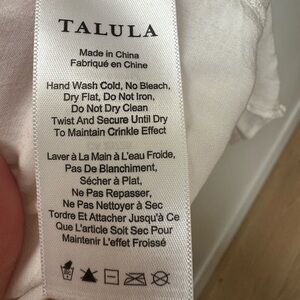 TALULA
Made in China
Fabriqué en Chine
Hand Wash Cold, No Bleach,
Dry Flat, Do Not Iron,
Do Not Dry Clean
Twist And Secure Until Dry
To Maintain Crinkle Effect
Laver à La Main à L'eau Froide,
Pas De Blanchiment,
Sécher à Plat,
Ne Pas Repasser,
Ne Pas Nettoyer à Sec
Tordre Et Attacher Jusqu'à Ce
Que L'article Soit Sec Pour
Maintenir L'effet Froissé